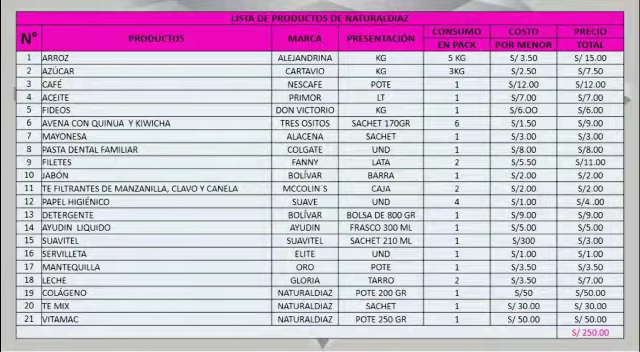 LISTA DE PRODUCTOS DE NATURALDIAZ
N° PRODUCTOS MARCA PRESENTACIÓN CONSUMO EN PACK COSTO POR MENOR PRECIO TOTAL
1 ARROZ ALEJANDRINA KG 5 KG S/ 3.50 S/ 15.00
2 AZÚCAR CARTAVIO KG 3KG S/2.50 S/7.50
3 CAFÉ NESCAFE POTE 1 S/12.00 S/12.00
4 ACEITE PRIMOR LT 1 S/7.00 S/7.00
5 FIDEOS DON VICTORIO KG 1 S/6.OO S/6.00
6 AVENA CON QUINUA Y KIWICHA TRES OSITOS SACHET 170GR 6 S/1.50 S/9.00
7 MAYONESA ALACENA SACHET 1 S/3.00 S/3.00
8 PASTA DENTAL FAMILIAR COLGATE UND 1 S/8.00 S/8.00
9 FILETES FANNY LATA 2 S/5.50 S/11.00
10 JABÓN BOLÍVAR BARRA 1 S/2.00 S/2.00
11 TE FILTRANTES DE MANZANILLA, CLAVO Y CANELA MCCOLIN´S CAJA 2 S/2.00 S/2.00
12 PAPEL HIGIÉNICO SUAVE UND 4 S/1.00 S/4..00
13 DETERGENTE BOLÍVAR BOLSA DE 800 GR 1 S/9.00 S/9.00
14 AYUDIN LIQUIDO AYUDIN FRASCO 300 ML 1 S/5.00 S/5.00
15 SUAVITEL SUAVITEL SACHET 210 ML 1 S/300 S/3.00
16 SERVILLETA ELITE UND 1 S/1.00 S/1.00
17 MANTEQUILLA ORO POTE 1 S/3.50 S/3.50
18 LECHE GLORIA TARRO 2 S/3.50 S/7.00
19 COLÁGENO NATURALDIAZ POTE 200 GR 1 S/50 S/50.00
20 TE MIX NATURALDIAZ SACHET 1 S/ 30.00 S/ 30.00
21 VITAMAC NATURALDIAZ POTE 250 GR 1 S/ 50.00 S/ 50.00
S/ 250.00